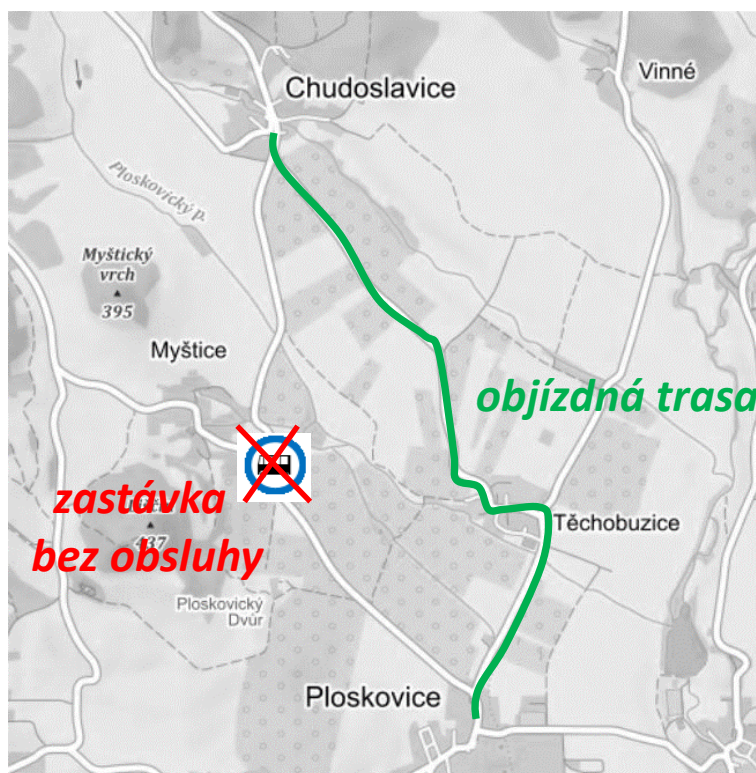 Chudoslavice
Vinné
Ploskovický p.
Myštický
vrch
395
Myštice
objízdná trasa
zastávka
bez obsluhy
437
Těchobuzice
Ploskovický
Dvůr
Ploskovice